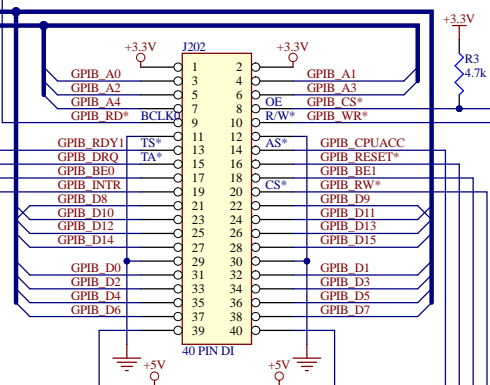 +3.3V
J202
+3.3V
+3.3V
R3
4.7k
1 2
GPIB_A0 3 4 GPIB_A1
GPIB_A2 5 6 GPIB_A3
GPIB_A4 7 8 OE GPIB_CS*
GPIB_RD* BCLK0 9 10 R/W* GPIB_WR*
11 12
GPIB_RDY1 TS* 13 14 AS* GPIB_CPUACC
GPIB_DRQ TA* 15 16 GPIB_RESET*
GPIB_BE0 17 18 GPIB_BE1
GPIB_INTR 19 20 CS* GPIB_RW*
GPIB_D8 21 22 GPIB_D9
GPIB_D10 23 24 GPIB_D11
GPIB_D12 25 26 GPIB_D13
GPIB_D14 27 28 GPIB_D15
29 30
GPIB_D0 31 32 GPIB_D1
GPIB_D2 33 34 GPIB_D3
GPIB_D4 35 36 GPIB_D5
GPIB_D6 37 38 GPIB_D7
39 40
40 PIN DI
+5V
+5V